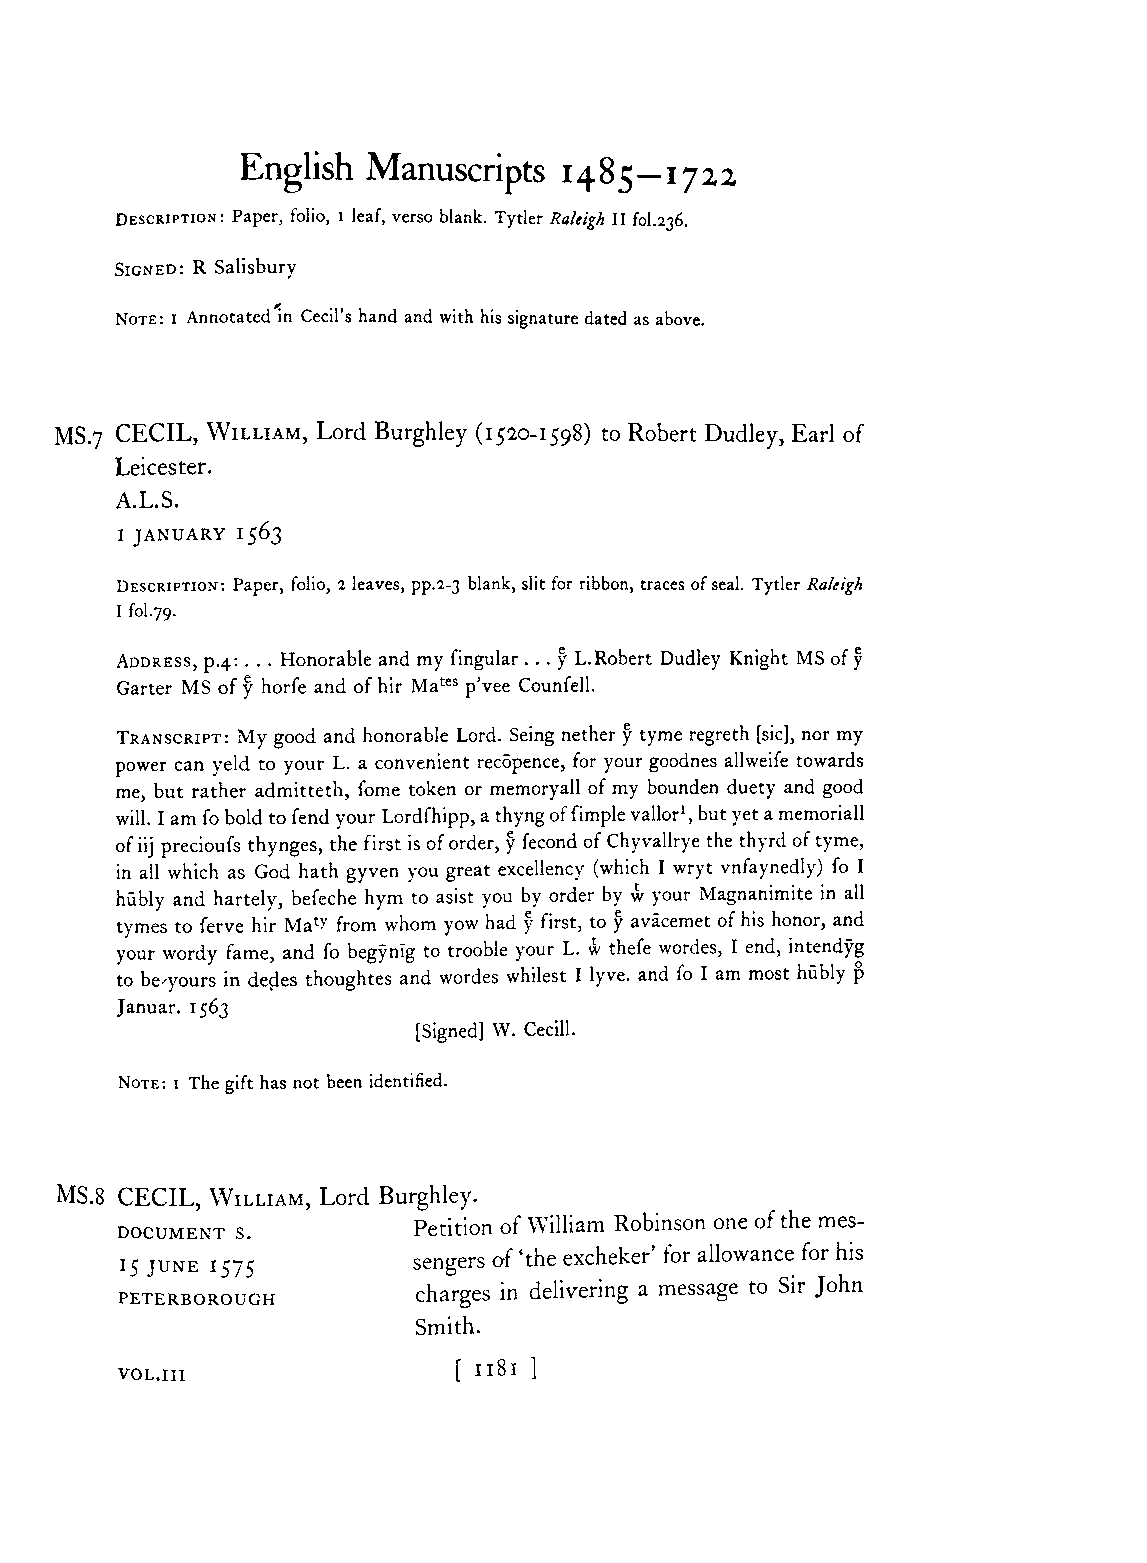 English Manuscripts 1485–1722
DESCRIPTION: Paper, folio, 1 leaf, verso blank. Tytler Raleigh II fol.236.
SIGNED: R Salisbury
NOTE: 1 Annotated in Cecil's hand and with his signature dated as above.
MS.7 CECIL, WILLIAM, Lord Burghley (1520-1598) to Robert Dudley, Earl of
Leicester.
A.L.S.
1 JANUARY 1563
DESCRIPTION: Paper, folio, 2 leaves, pp.2-3 blank, slit for ribbon, traces of seal. Tytler Raleigh
I fol.79.
ADDRESS, p.4: . . . Honorable and my ſingular . . . yͤ L.Robert Dudley Knight MS of yͤ
Garter MS of yͤ horſe and of hir Maᵗᵉˢ p'vee Counſell.
TRANSCRIPT: My good and honorable Lord. Seing nether yͤ tyme regreth [sic], nor my
power can yeld to your L. a convenient recōpence, for your goodnes allweiſe towards
me, but rather admitteth, ſome token or memoryall of my bounden duety and good
will. I am ſo bold to ſend your Lordſhipp, a thyng of ſimple vallor¹, but yet a memoriall
of iij preciouſs thynges, the first is of order, yͤ ſecond of Chyvallrye the thyrd of tyme,
in all which as God hath gyven you great excellency (which I wryt vnfaynedly) ſo I
hūbly and hartely, beſeche hym to asist you by order by wͭ your Magnanimite in all
tymes to ſerve hir Maᵗʸ from whom yow had yͤ first, to yͤ avācemet of his honor, and
your wordy fame, and ſo begȳnīg to trooble your L. wͭ theſe wordes, I end, intendȳg
to be yours in dedes thoughtes and wordes whilest I lyve. and ſo I am most hūbly p̊
Januar. 1563
[Signed] W. Cecill.
NOTE: 1 The gift has not been identified.
MS.8 CECIL, WILLIAM, Lord Burghley.
DOCUMENT S.
15 JUNE 1575
PETERBOROUGH
Petition of William Robinson one of the mes-
sengers of 'the excheker' for allowance for his
charges in delivering a message to Sir John
Smith.
VOL.III
[ 1181 ]